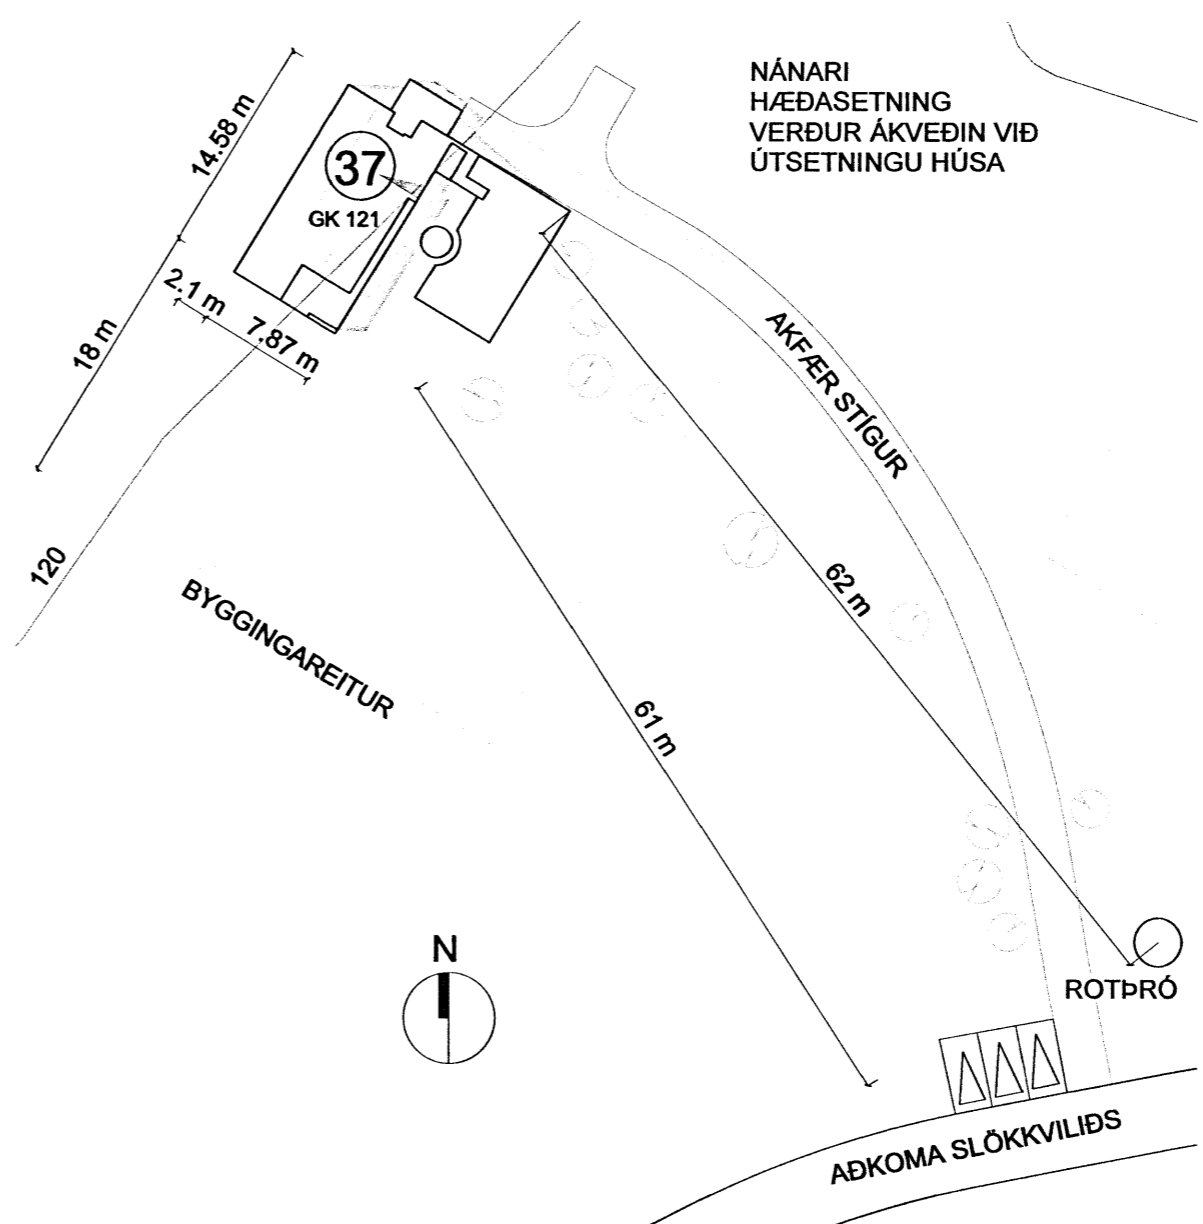 NÁNARI
HÆÐASETNING
VERÐUR ÁKVEÐIN VIÐ
ÚTSETNINGU HÚSA
14.58 m
37
GK 121
2.1 m
7.87 m
18 m
AKFÆR STÍGUR
120
BYGGINGAREITUR
62 m
61 m
N
ROTÞRÓ
AÐKOMA SLÖKKVILIÐS